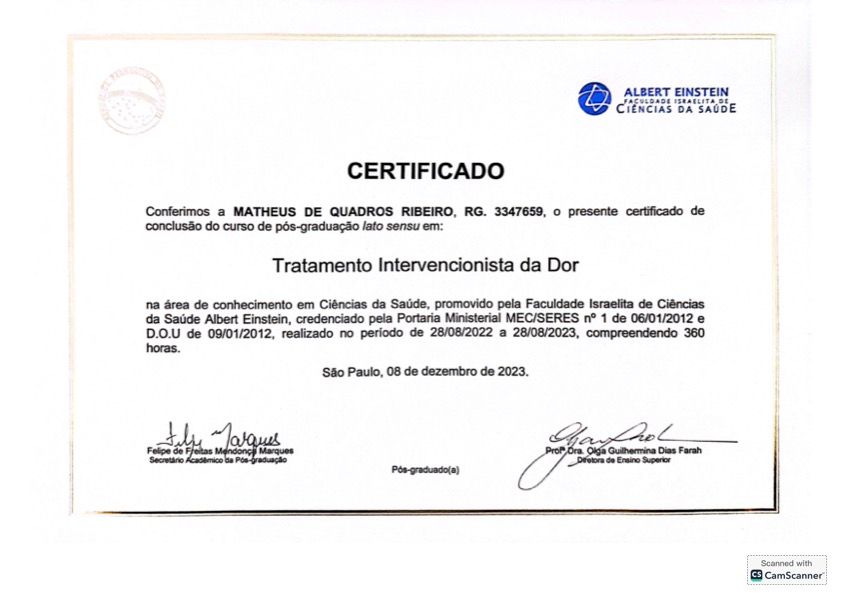 ALBERT EINSTEIN
FACULDADE ISRAELITA DE
CIÊNCIAS DA SAÚDE
CERTIFICADO
Conferimos a MATHEUS DE QUADROS RIBEIRO, RG. 3347659, o presente certificado de
conclusão do curso de pós-graduação lato sensu em:
Tratamento Intervencionista da Dor
na área de conhecimento em Ciências da Saúde, promovido pela Faculdade Israelita de Ciências
da Saúde Albert Einstein, credenciado pela Portaria Ministerial MEC/SERES nº 1 de 06/01/2012 e
D.O.U de 09/01/2012, realizado no período de 28/08/2022 a 28/08/2023, compreendendo 360
horas.
São Paulo, 08 de dezembro de 2023.
Felipe Marques
Felipe de Freitas Mendonça Marques
Secretário Acadêmico da Pós-graduação
Profª Dra. Olga Guilhermina Dias Farah
Diretora de Ensino Superior
Pós-graduado(a)
Scanned with
CS CamScanner